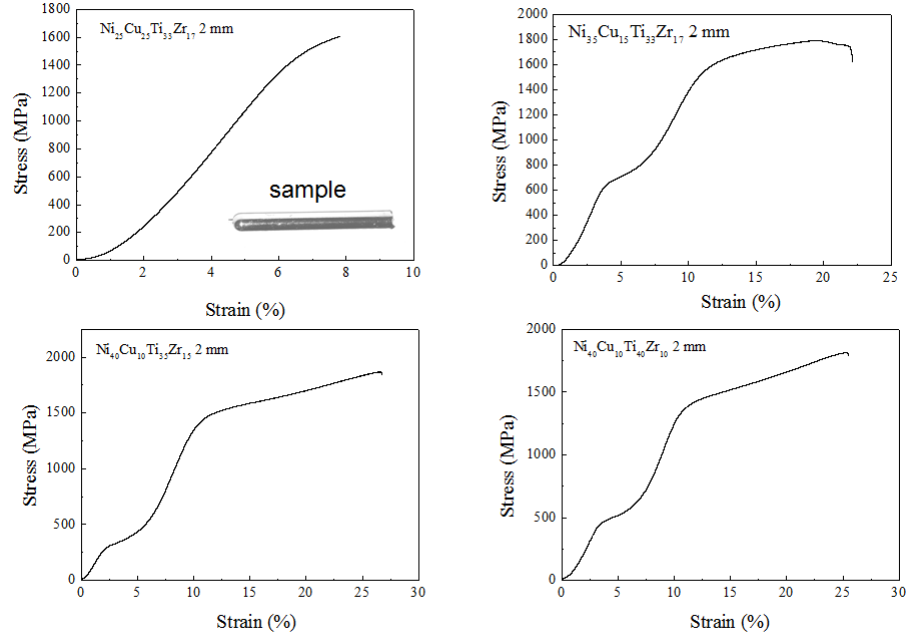 Ni₂₅Cu₂₅Ti₃₃Zr₁₇ 2 mm
1800
1600
1400
1200
1000
800
600
400
200
0
Stress (MPa)
sample
0 2 4 6 8 10
Strain (%)
Ni₃₅Cu₁₅Ti₃₃Zr₁₇ 2 mm
2000
1800
1600
1400
1200
1000
800
600
400
200
0
Stress (MPa)
0 5 10 15 20 25
Strain (%)
Ni₄₀Cu₁₀Ti₃₅Zr₁₅ 2 mm
2000
1500
1000
500
0
Stress (MPa)
0 5 10 15 20 25 30
Strain (%)
Ni₄₀Cu₁₀Ti₄₀Zr₁₀ 2 mm
2000
1500
1000
500
0
Stress (MPa)
0 5 10 15 20 25 30
Strain (%)